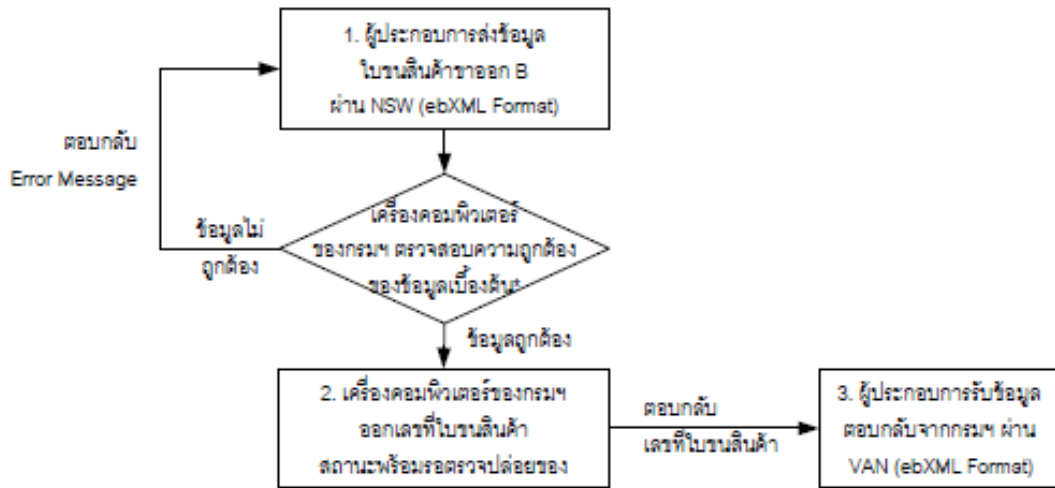 1. ผู้ประกอบการส่งข้อมูล
ใบขนสินค้าขาออก B
ผ่าน NSW (ebXML Format)
ตอบกลับ
Error Message
ข้อมูลไม่
ถูกต้อง
เครื่องคอมพิวเตอร์
ของกรมฯ ตรวจสอบความถูกต้อง
ของข้อมูลเบื้องต้น
ข้อมูลถูกต้อง
2. เครื่องคอมพิวเตอร์ของกรมฯ
ออกเลขที่ใบขนสินค้า
สถานะพร้อมรอตรวจปล่อยของ
ตอบกลับ
เลขที่ใบขนสินค้า
3. ผู้ประกอบการรับข้อมูล
ตอบกลับจากกรมฯ ผ่าน
VAN (ebXML Format)